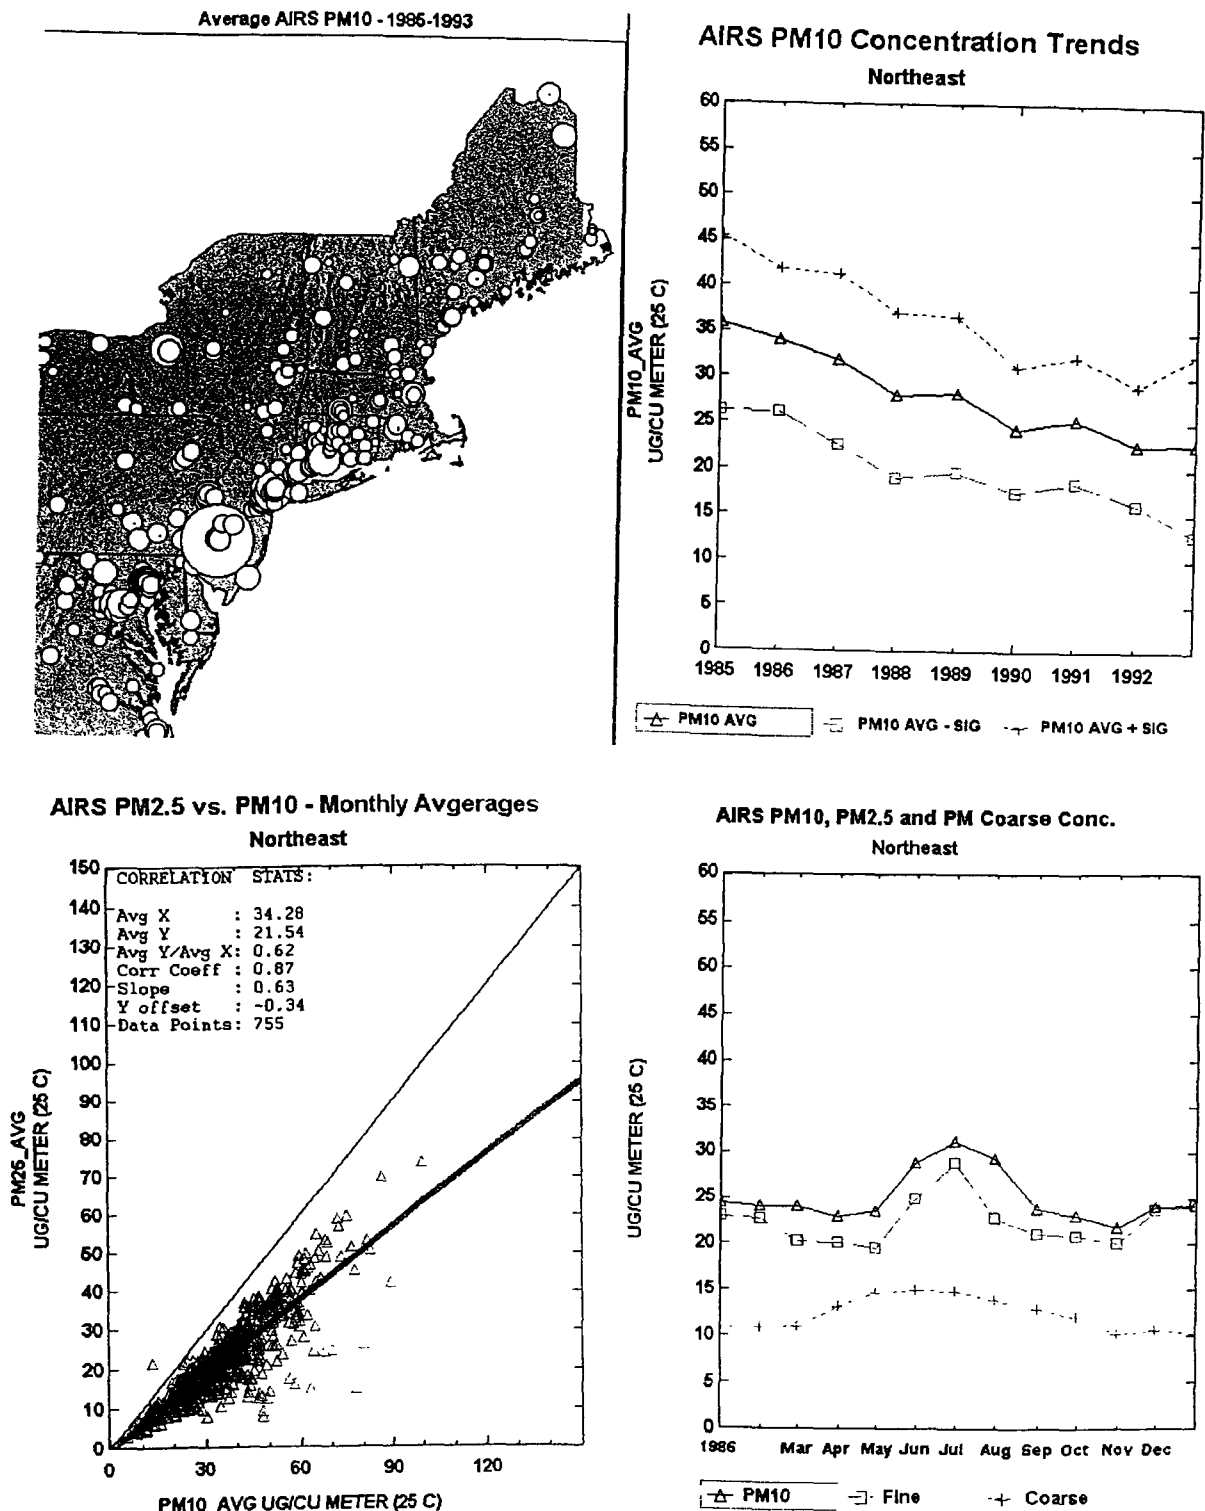 Average AIRS PM10 - 1985-1993
AIRS PM10 Concentration Trends
Northeast
60
55
50
45
40
35
30
25
20
15
10
5
0
PM10_AVG
UG/CU METER (25 C)
1985 1986 1987 1988 1989 1990 1991 1992
PM10 AVG PM10 AVG - SIG PM10 AVG + SIG
AIRS PM2.5 vs. PM10 - Monthly Avgerages
Northeast
CORRELATION STATS:
Avg X : 34.28
Avg Y : 21.54
Avg Y/Avg X: 0.62
Corr Coeff : 0.87
Slope : 0.63
Y offset : -0.34
Data Points: 755
150
140
130
120
110
100
90
80
70
60
50
40
30
20
10
0
PM25_AVG
UG/CU METER (25 C)
0 30 60 90 120
PM10_AVG UG/CU METER (25 C)
AIRS PM10, PM2.5 and PM Coarse Conc.
Northeast
60
55
60
45
40
35
30
25
20
15
10
5
0
UG/CU METER (25 C)
1986 Mar Apr May Jun Jul Aug Sep Oct Nov Dec
PM10 Fine Coarse